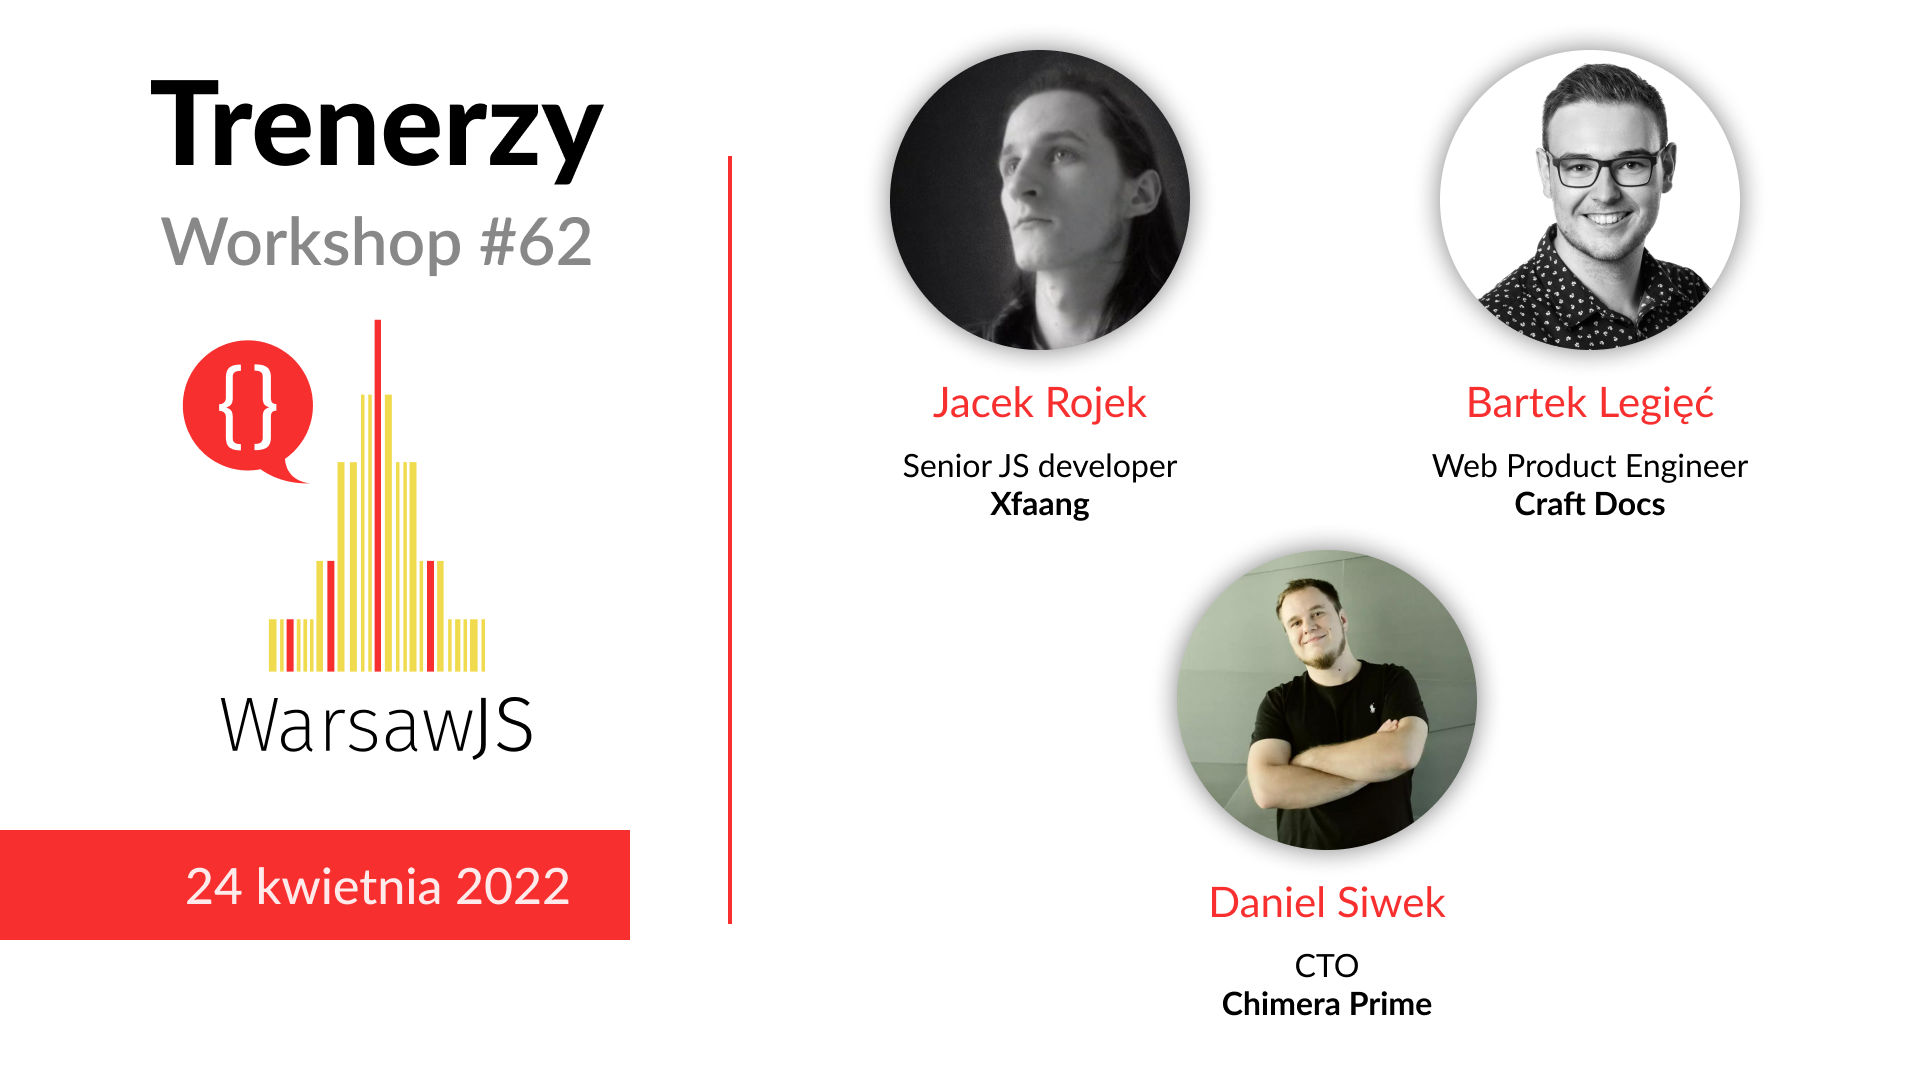 Trenerzy
Workshop #62
{}
WarsawJS
24 kwietnia 2022
Jacek Rojek
Senior JS developer
Xfaang
Bartek Legięć
Web Product Engineer
Craft Docs
Daniel Siwek
CTO
Chimera Prime